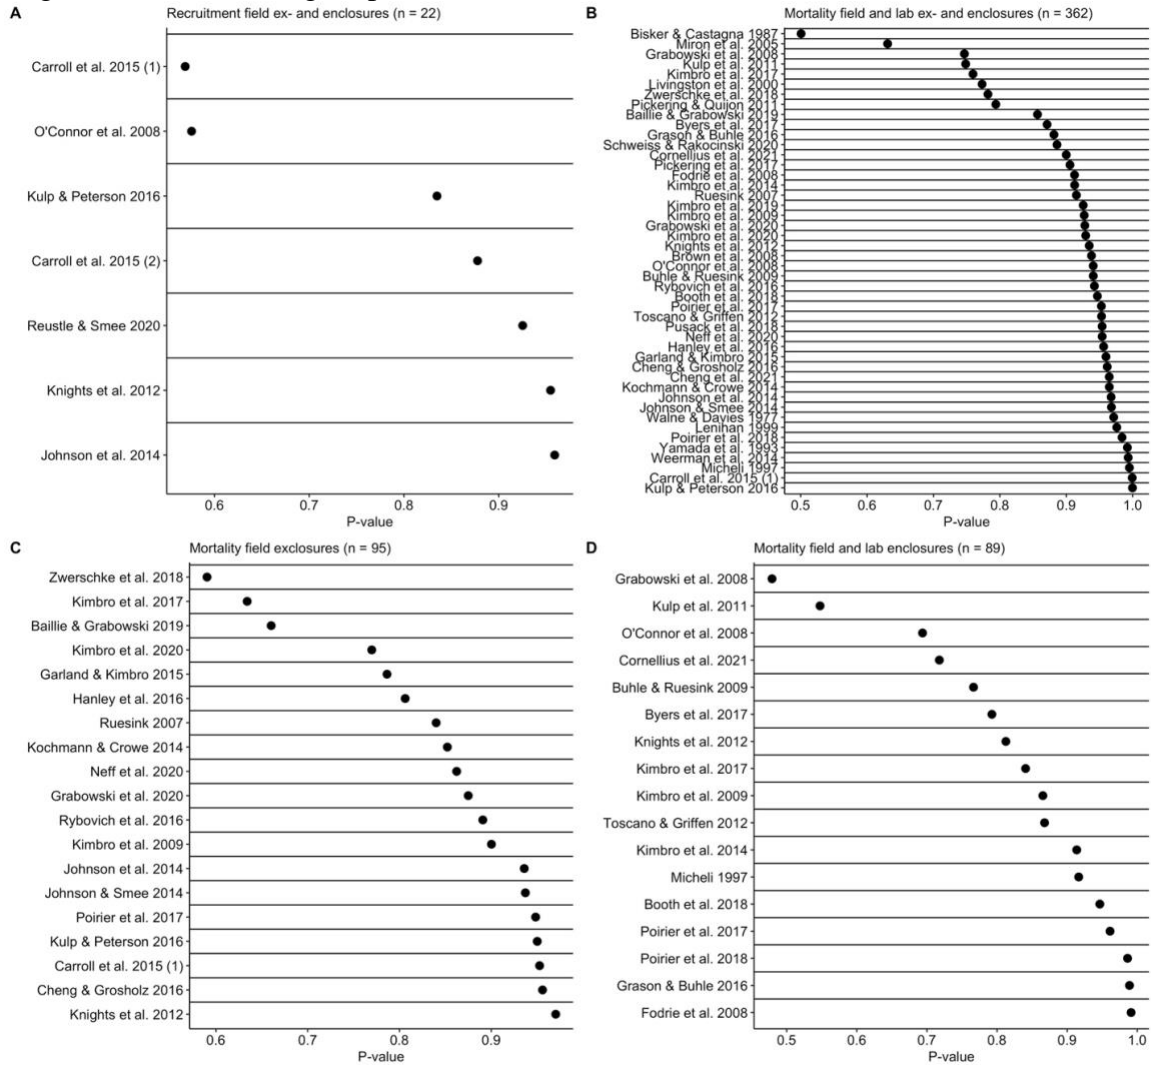 A
Recruitment field ex- and enclosures (n = 22)
Carroll et al. 2015 (1)
O'Connor et al. 2008
Kulp & Peterson 2016
Carroll et al. 2015 (2)
Reustle & Smee 2020
Knights et al. 2012
Johnson et al. 2014
0.6 0.7 0.8 0.9
P-value
B
Mortality field and lab ex- and enclosures (n = 362)
Bisker & Castagna 1987
Miron et al. 2005
Grabowski et al. 2008
Kulp et al. 2011
Kimbro et al. 2017
Livingston et al. 2000
Zwerschke et al. 2018
Pickering & Quijon 2011
Baillie & Grabowski 2019
Byers et al. 2017
Grason & Buhle 2016
Schweiss & Rakocinski 2020
Cornellius et al. 2021
Pickering et al. 2017
Fodrie et al. 2008
Kimbro et al. 2014
Ruesink 2007
Kimbro et al. 2019
Kimbro et al. 2009
Grabowski et al. 2020
Kimbro et al. 2020
Knights et al. 2012
Brown et al. 2008
O'Connor et al. 2008
Buhle & Ruesink 2009
Rybovich et al. 2016
Booth et al. 2018
Poirier et al. 2017
Toscano & Griffen 2012
Pusack et al. 2018
Neff et al. 2020
Hanley et al. 2016
Garland & Kimbro 2015
Cheng & Grosholz 2016
Cheng et al. 2021
Kochmann & Crowe 2014
Johnson et al. 2014
Johnson & Smee 2014
Walne & Davies 1977
Lenihan 1999
Poirier et al. 2018
Yamada et al. 1993
Weerman et al. 2014
Micheli 1997
Carroll et al. 2015 (1)
Kulp & Peterson 2016
0.5 0.6 0.7 0.8 0.9 1.0
P-value
C
Mortality field exclosures (n = 95)
Zwerschke et al. 2018
Kimbro et al. 2017
Baillie & Grabowski 2019
Kimbro et al. 2020
Garland & Kimbro 2015
Hanley et al. 2016
Ruesink 2007
Kochmann & Crowe 2014
Neff et al. 2020
Grabowski et al. 2020
Rybovich et al. 2016
Kimbro et al. 2009
Johnson et al. 2014
Johnson & Smee 2014
Poirier et al. 2017
Kulp & Peterson 2016
Carroll et al. 2015 (1)
Cheng & Grosholz 2016
Knights et al. 2012
0.6 0.7 0.8 0.9
P-value
D
Mortality field and lab enclosures (n = 89)
Grabowski et al. 2008
Kulp et al. 2011
O'Connor et al. 2008
Cornellius et al. 2021
Buhle & Ruesink 2009
Byers et al. 2017
Knights et al. 2012
Kimbro et al. 2017
Kimbro et al. 2009
Toscano & Griffen 2012
Kimbro et al. 2014
Micheli 1997
Booth et al. 2018
Poirier et al. 2017
Poirier et al. 2018
Grason & Buhle 2016
Fodrie et al. 2008
0.5 0.6 0.7 0.8 0.9 1.0
P-value